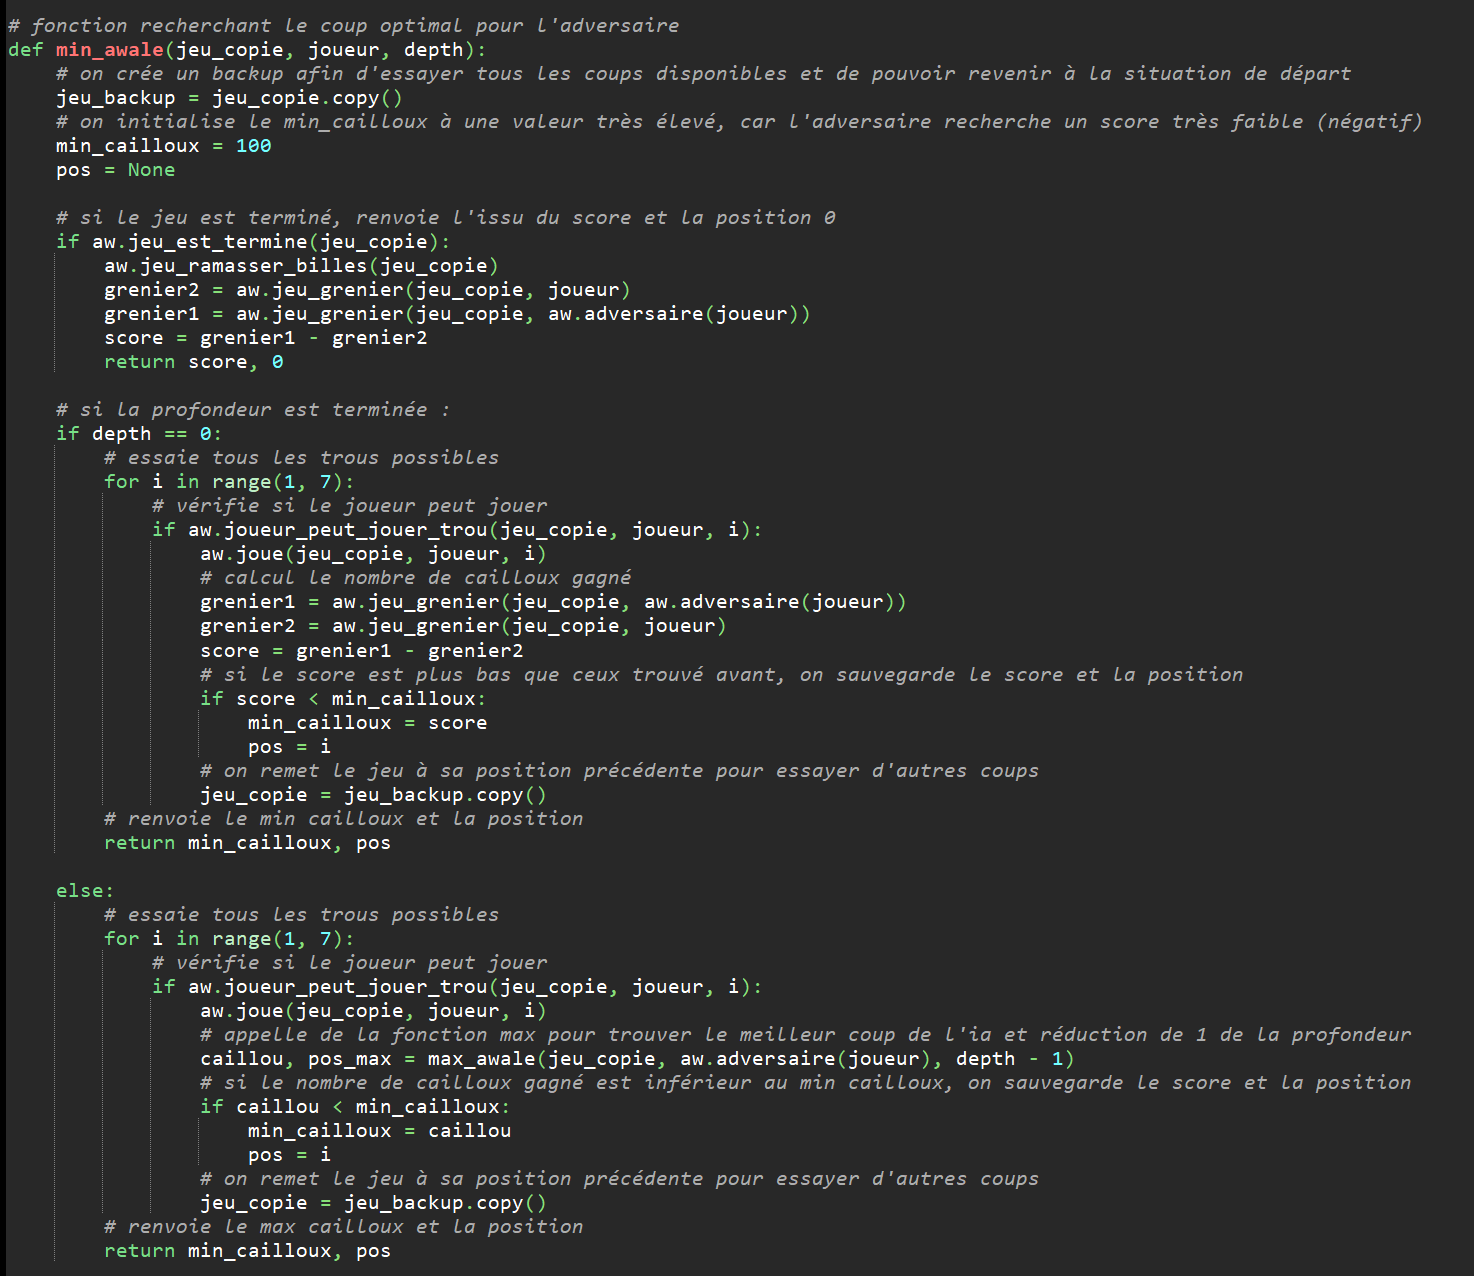 # fonction recherchant le coup optimal pour l'adversaire
def min_awale(jeu_copie, joueur, depth):
    # on crée un backup afin d'essayer tous les coups disponibles et de pouvoir revenir à la situation de départ
    jeu_backup = jeu_copie.copy()
    # on initialise le min_cailloux à une valeur très élevé, car l'adversaire recherche un score très faible (négatif)
    min_cailloux = 100
    pos = None

    # si le jeu est terminé, renvoie l'issu du score et la position 0
    if aw.jeu_est_termine(jeu_copie):
        aw.jeu_ramasser_billes(jeu_copie)
        grenier2 = aw.jeu_grenier(jeu_copie, joueur)
        grenier1 = aw.jeu_grenier(jeu_copie, aw.adversaire(joueur))
        score = grenier1 - grenier2
        return score, 0

    # si la profondeur est terminée :
    if depth == 0:
        # essaie tous les trous possibles
        for i in range(1, 7):
            # vérifie si le joueur peut jouer
            if aw.joueur_peut_jouer_trou(jeu_copie, joueur, i):
                aw.joue(jeu_copie, joueur, i)
                # calcul le nombre de cailloux gagné
                grenier1 = aw.jeu_grenier(jeu_copie, aw.adversaire(joueur))
                grenier2 = aw.jeu_grenier(jeu_copie, joueur)
                score = grenier1 - grenier2
                # si le score est plus bas que ceux trouvé avant, on sauvegarde le score et la position
                if score < min_cailloux:
                    min_cailloux = score
                    pos = i
                # on remet le jeu à sa position précédente pour essayer d'autres coups
                jeu_copie = jeu_backup.copy()
        # renvoie le min cailloux et la position
        return min_cailloux, pos

    else:
        # essaie tous les trous possibles
        for i in range(1, 7):
            # vérifie si le joueur peut jouer
            if aw.joueur_peut_jouer_trou(jeu_copie, joueur, i):
                aw.joue(jeu_copie, joueur, i)
                # appelle de la fonction max pour trouver le meilleur coup de l'ia et réduction de 1 de la profondeur
                caillou, pos_max = max_awale(jeu_copie, aw.adversaire(joueur), depth - 1)
                # si le nombre de cailloux gagné est inférieur au min cailloux, on sauvegarde le score et la position
                if caillou < min_cailloux:
                    min_cailloux = caillou
                    pos = i
                # on remet le jeu à sa position précédente pour essayer d'autres coups
                jeu_copie = jeu_backup.copy()
        # renvoie le max cailloux et la position
        return min_cailloux, pos